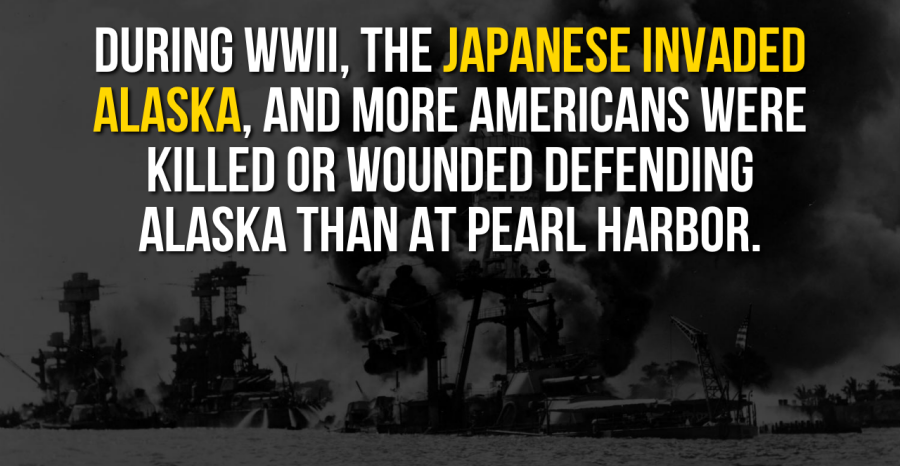 DURING WWII, THE JAPANESE INVADED
ALASKA, AND MORE AMERICANS WERE
KILLED OR WOUNDED DEFENDING
ALASKA THAN AT PEARL HARBOR.